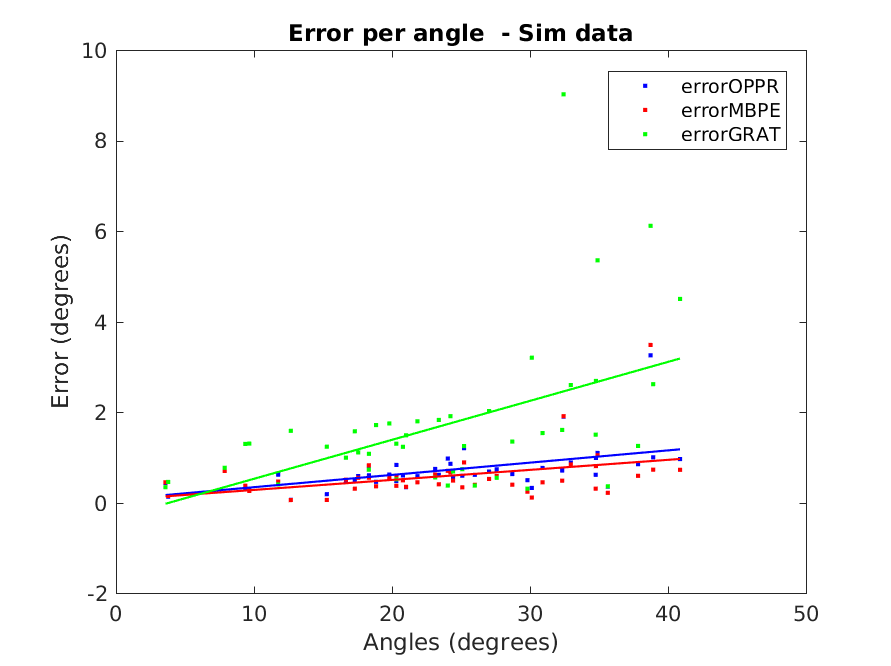 Error per angle - Sim data
10
8
6
4
2
0
-2
Error (degrees)
errorOPPR
errorMBPE
errorGRAT
0 10 20 30 40 50
Angles (degrees)